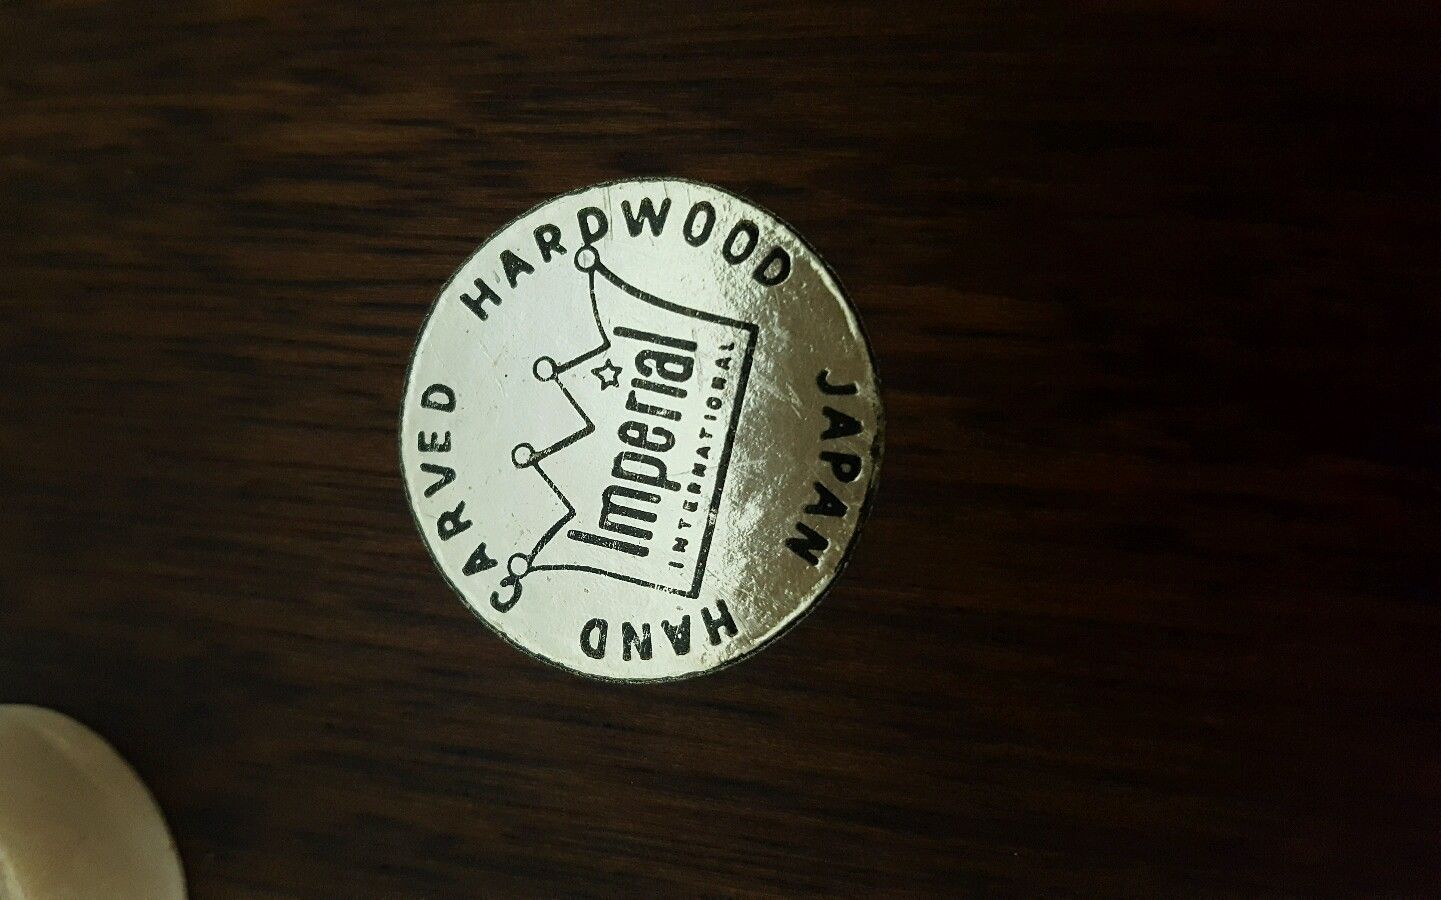 HAND CARVED HARDWOOD
Imperial
INTERNATIONAL
JAPAN